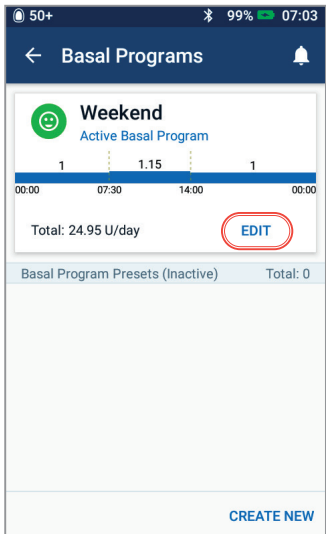 50+ 99% 07:03
Basal Programs
Weekend
Active Basal Program
1 1.15 1
00:00 07:30 14:00 00:00
Total: 24.95 U/day EDIT
Basal Program Presets (Inactive) Total: 0
CREATE NEW